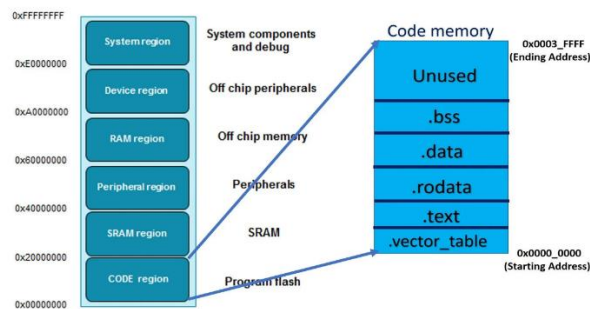 0xFFFFFFFF
System region
System components
and debug
0xE0000000
Device region
Off chip peripherals
0xA0000000
RAM region
Off chip memory
0x60000000
Peripheral region
Peripherals
0x40000000
SRAM region
SRAM
0x20000000
CODE region
Program flash
0x00000000
Code memory
0x0003_FFFF
(Ending Address)
Unused
.bss
.data
.rodata
.text
.vector_table
0x0000_0000
(Starting Address)